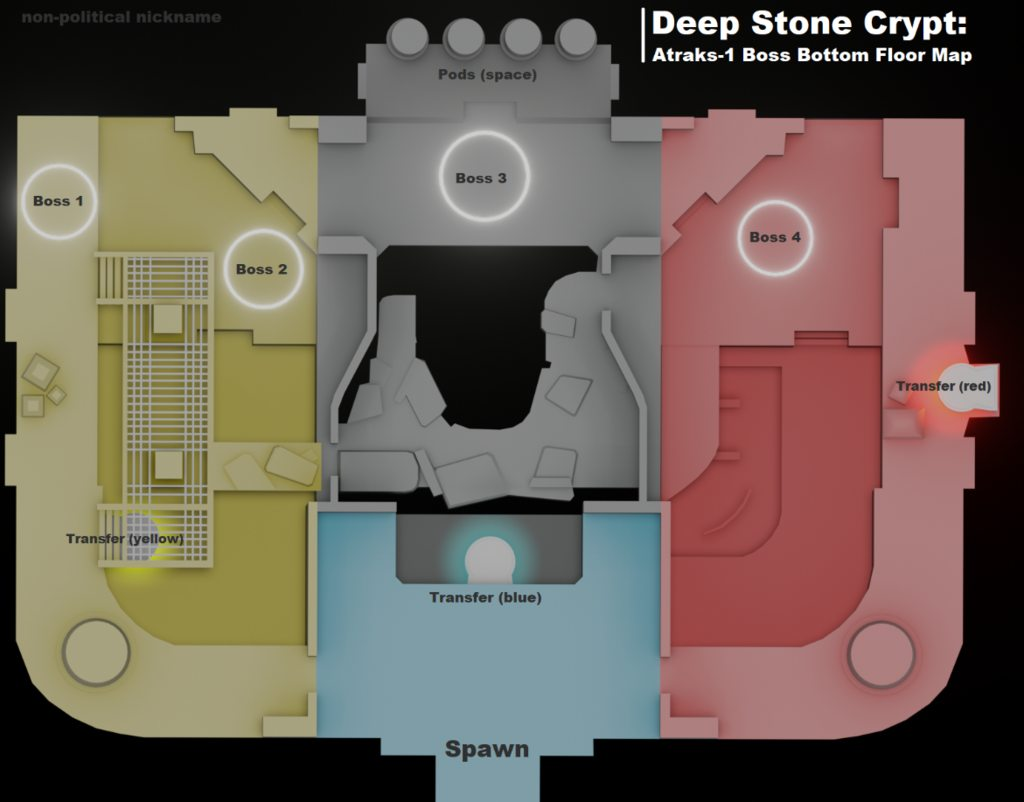 non-political nickname
Deep Stone Crypt:
Atraks-1 Boss Bottom Floor Map
Pods (space)
Boss 1
Boss 3
Boss 2
Boss 4
Transfer (red)
Transfer (yellow)
Transfer (blue)
Spawn